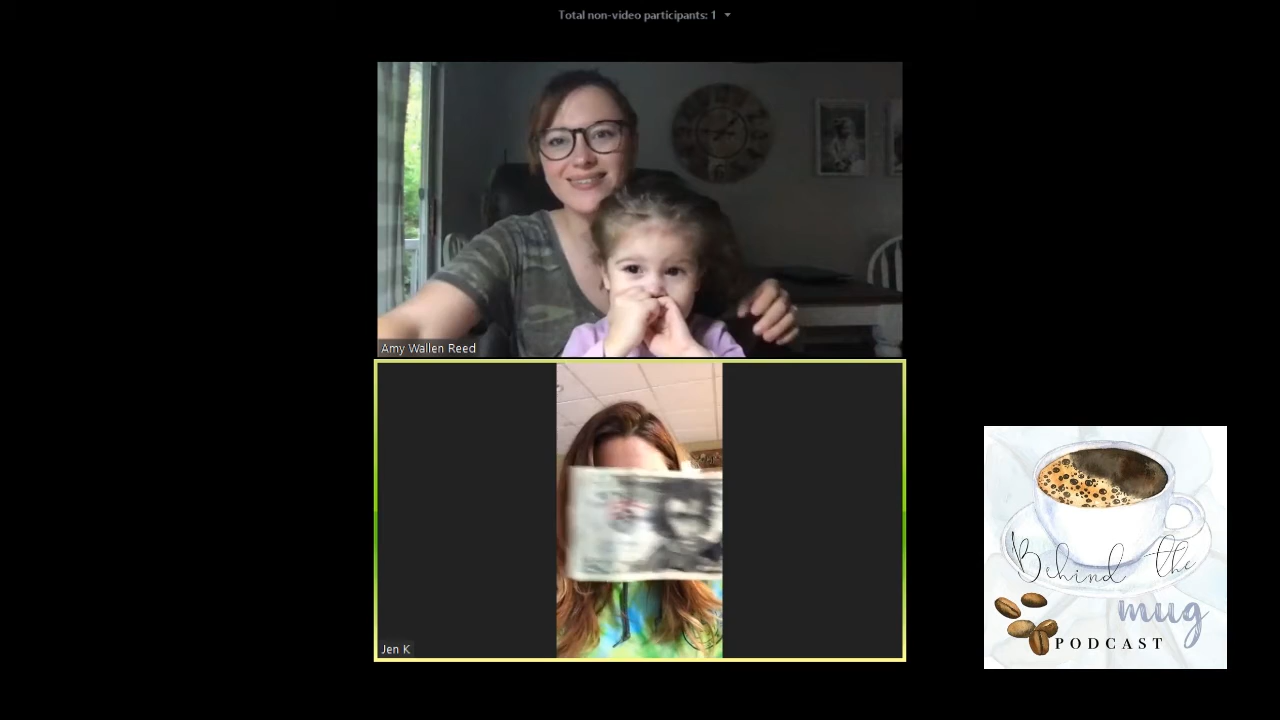 Total non-video participants: 1
Amy Wallen Reed
Jen K
Behind the
mug
PODCAST